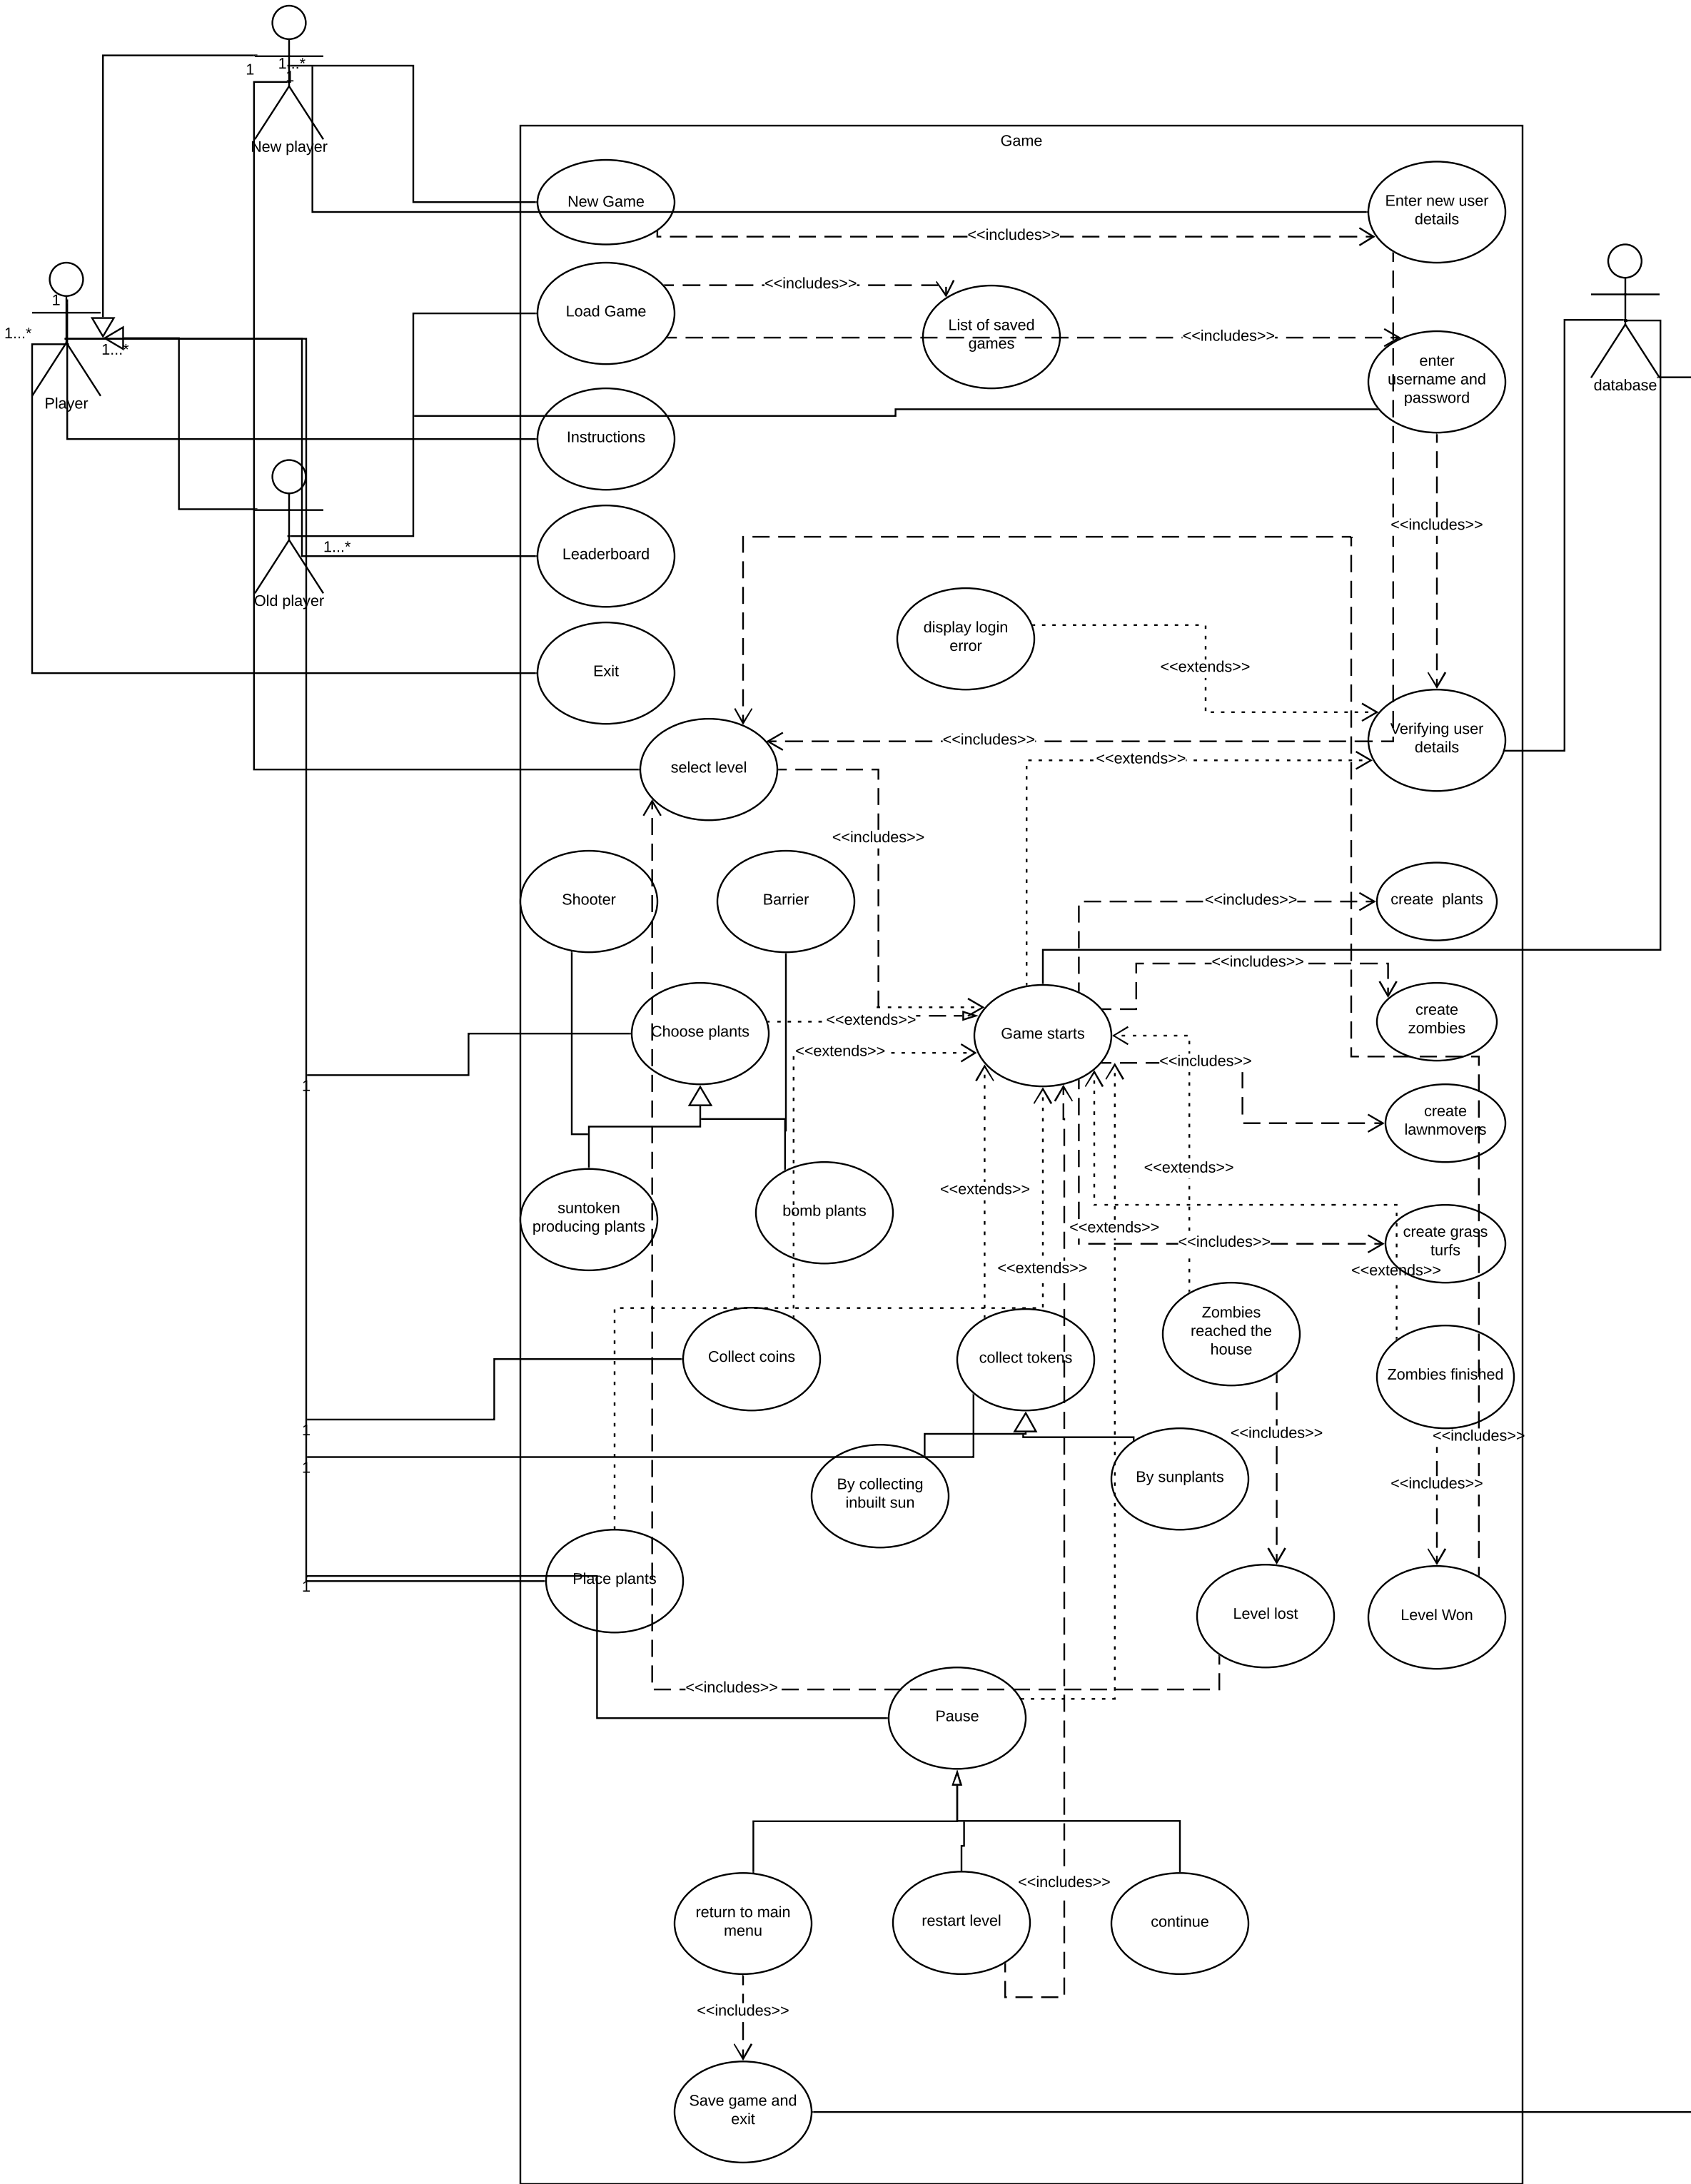 1
1...*
1
New player
Game
New Game
Enter new user
details
<<includes>>
Load Game
<<includes>>
List of saved
games
<<includes>>
enter
username and
password
database
1
1...*
1...*
Player
Instructions
Leaderboard
1...*
Old player
<<includes>>
display login
error
<<extends>>
Exit
select level
<<includes>>
Verifying user
details
<<extends>>
<<includes>>
Shooter
Barrier
<<includes>>
create  plants
<<includes>>
create
zombies
Choose plants
<<extends>>
Game starts
<<extends>>
<<includes>>
1
create
lawnmovers
<<extends>>
<<extends>>
suntoken
producing plants
bomb plants
<<extends>>
<<includes>>
create grass
turfs
<<extends>>
<<extends>>
Zombies
reached the
house
Collect coins
collect tokens
Zombies finished
1
<<includes>>
<<includes>>
1
By collecting
inbuilt sun
By sunplants
<<includes>>
Place plants
1
Level lost
Level Won
<<includes>>
Pause
<<includes>>
return to main
menu
restart level
continue
<<includes>>
Save game and
exit